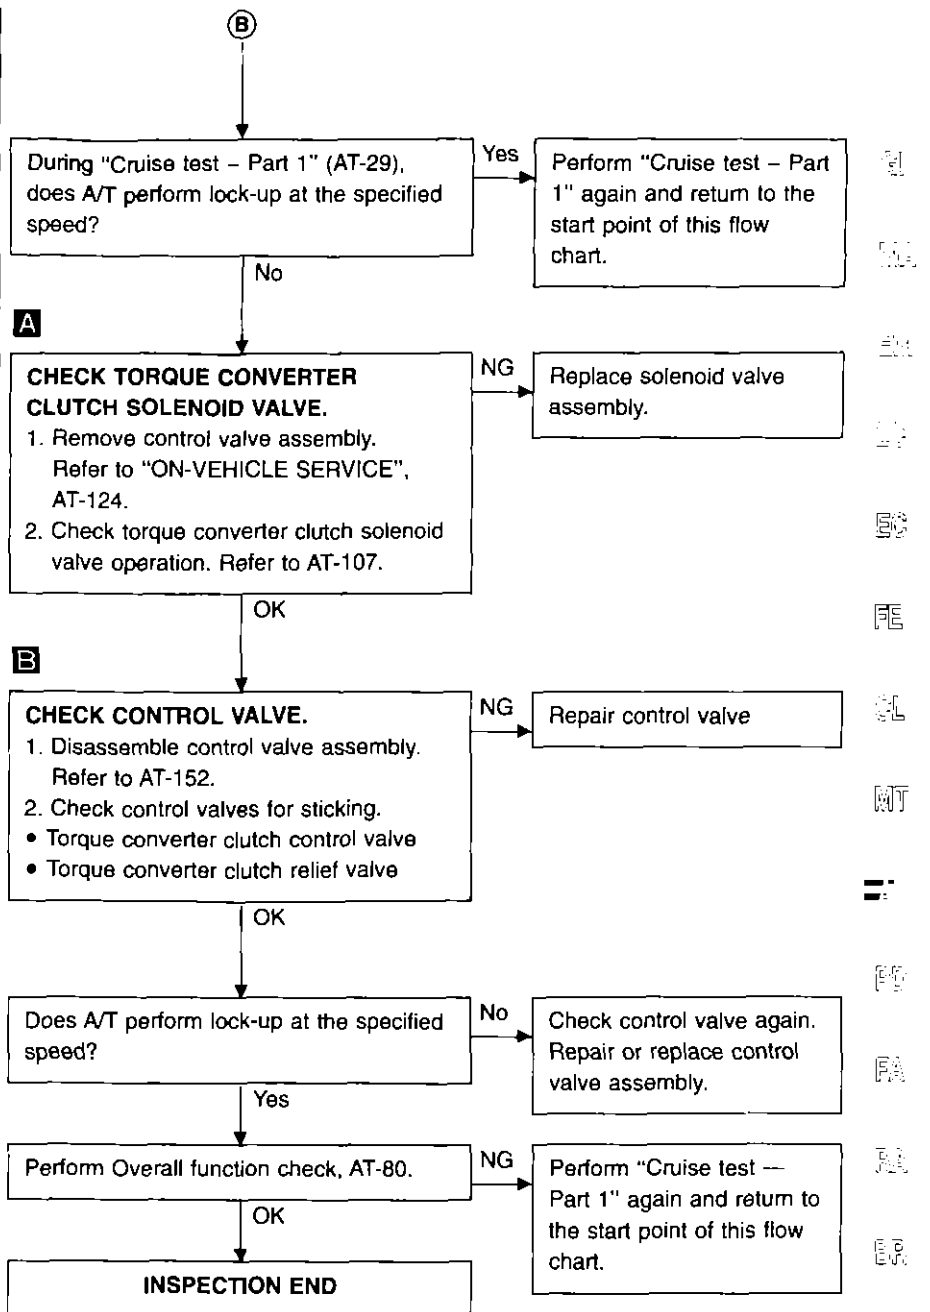 B
During “Cruise test – Part 1” (AT-29),
does A/T perform lock-up at the specified
speed?
Yes
Perform “Cruise test – Part
1” again and return to the
start point of this flow
chart.
No
A
CHECK TORQUE CONVERTER
CLUTCH SOLENOID VALVE.
1. Remove control valve assembly.
Refer to “ON-VEHICLE SERVICE”,
AT-124.
2. Check torque converter clutch solenoid
valve operation. Refer to AT-107.
NG
Replace solenoid valve
assembly.
OK
B
CHECK CONTROL VALVE.
1. Disassemble control valve assembly.
Refer to AT-152.
2. Check control valves for sticking.
• Torque converter clutch control valve
• Torque converter clutch relief valve
NG
Repair control valve
OK
Does A/T perform lock-up at the specified
speed?
No
Check control valve again.
Repair or replace control
valve assembly.
Yes
Perform Overall function check, AT-80.
NG
Perform “Cruise test —
Part 1” again and return to
the start point of this flow
chart.
OK
INSPECTION END
EC
FE
CL
MT
FA